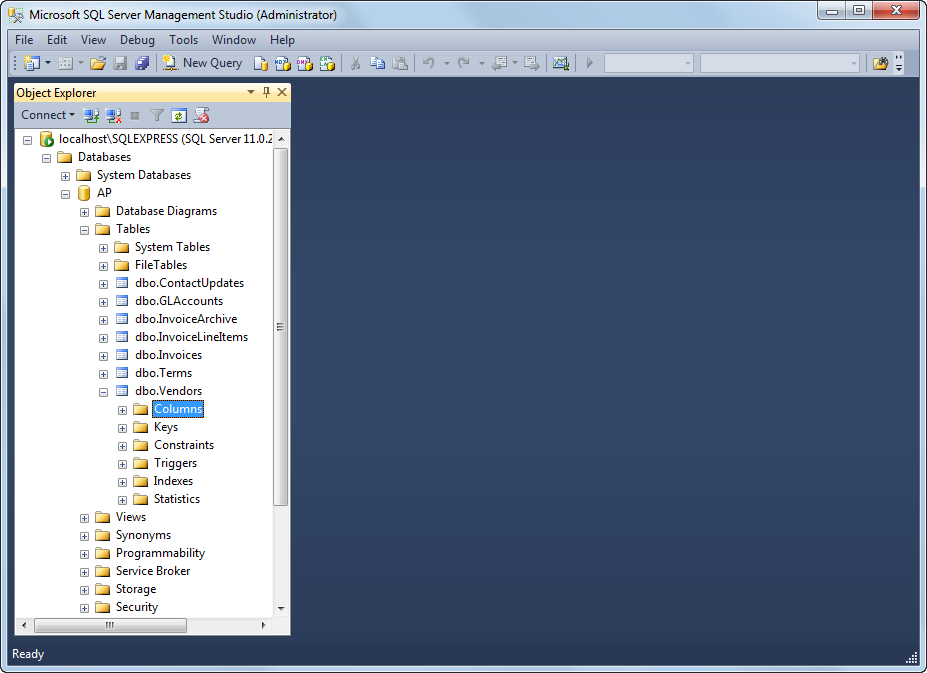 Microsoft SQL Server Management Studio (Administrator)
File Edit View Debug Tools Window Help
New Query
Object Explorer
Connect
localhost\SQLEXPRESS (SQL Server 11.0.2
Databases
System Databases
AP
Database Diagrams
Tables
System Tables
FileTables
dbo.ContactUpdates
dbo.GLAccounts
dbo.InvoiceArchive
dbo.InvoiceLineItems
dbo.Invoices
dbo.Terms
dbo.Vendors
Columns
Keys
Constraints
Triggers
Indexes
Statistics
Views
Synonyms
Programmability
Service Broker
Storage
Security
Ready